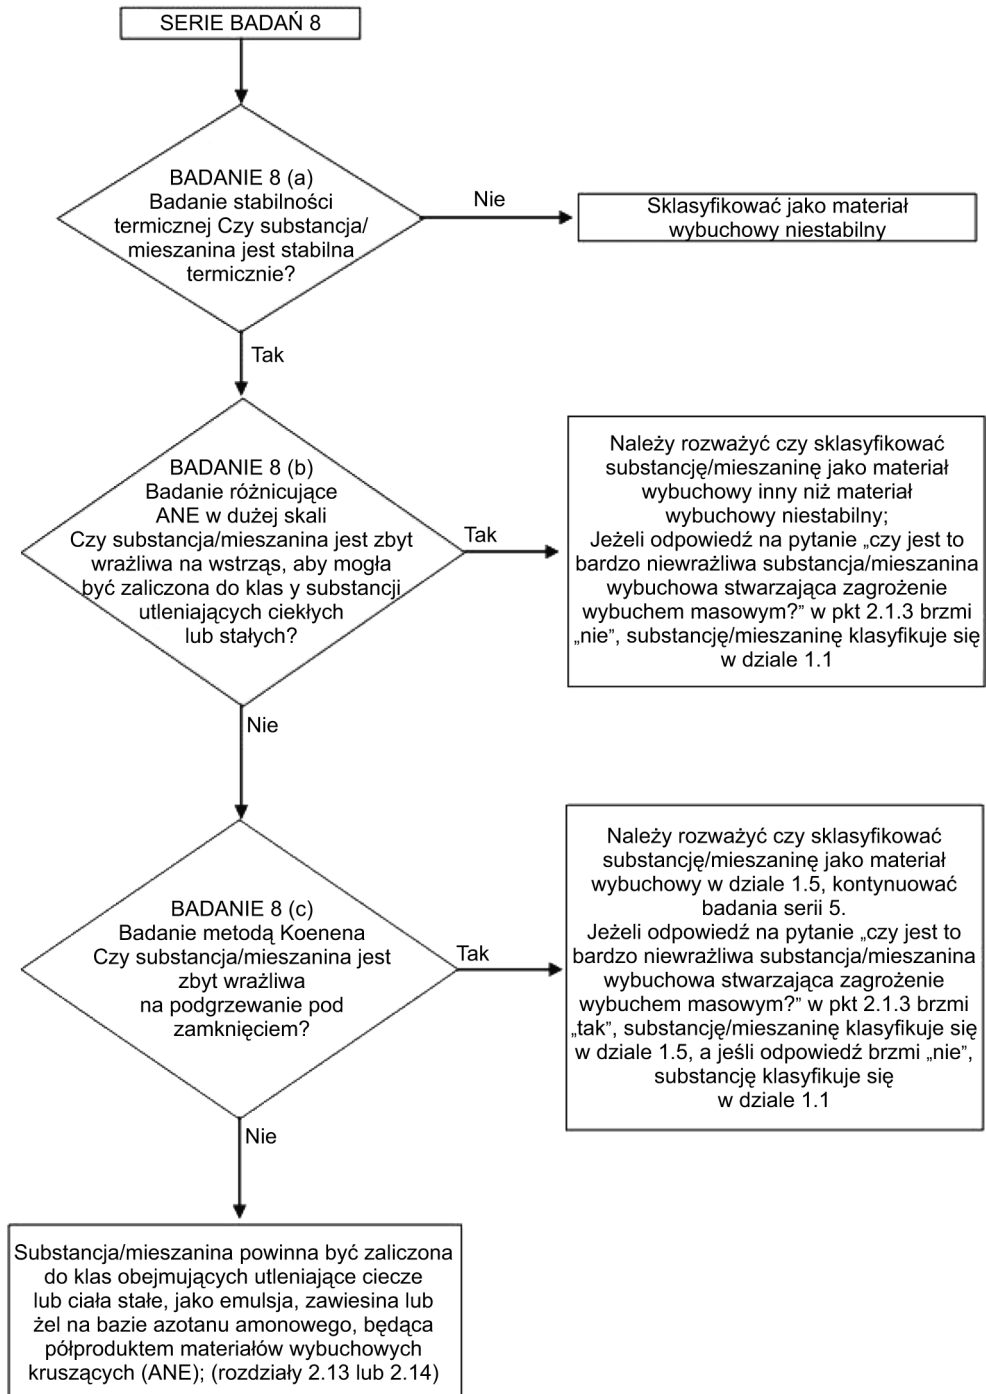 SERIE BADAŃ 8
BADANIE 8 (a)
Badanie stabilności
termicznej Czy substancja/
mieszanina jest stabilna
termicznie?
Nie
Sklasyfikować jako materiał
wybuchowy niestabilny
Tak
BADANIE 8 (b)
Badanie różnicujące
ANE w dużej skali
Czy substancja/mieszanina jest zbyt
wrażliwa na wstrząs, aby mogła
być zaliczona do klas y substancji
utleniających ciekłych
lub stałych?
Tak
Należy rozważyć czy sklasyfikować
substancję/mieszaninę jako materiał
wybuchowy inny niż materiał
wybuchowy niestabilny;
Jeżeli odpowiedź na pytanie „czy jest to
bardzo niewrażliwa substancja/mieszanina
wybuchowa stwarzająca zagrożenie
wybuchem masowym?” w pkt 2.1.3 brzmi
„nie”, substancję/mieszaninę klasyfikuje się
w dziale 1.1
Nie
BADANIE 8 (c)
Badanie metodą Koenena
Czy substancja/mieszanina jest
zbyt wrażliwa
na podgrzewanie pod
zamknięciem?
Tak
Należy rozważyć czy sklasyfikować
substancję/mieszaninę jako materiał
wybuchowy w dziale 1.5, kontynuować
badania serii 5.
Jeżeli odpowiedź na pytanie „czy jest to
bardzo niewrażliwa substancja/mieszanina
wybuchowa stwarzająca zagrożenie
wybuchem masowym?” w pkt 2.1.3 brzmi
„tak”, substancję/mieszaninę klasyfikuje się
w dziale 1.5, a jeśli odpowiedź brzmi „nie”,
substancję klasyfikuje się
w dziale 1.1
Nie
Substancja/mieszanina powinna być zaliczona
do klas obejmujących utleniające ciecze
lub ciała stałe, jako emulsja, zawiesina lub
żel na bazie azotanu amonowego, będąca
półproduktem materiałów wybuchowych
kruszących (ANE); (rozdziały 2.13 lub 2.14)